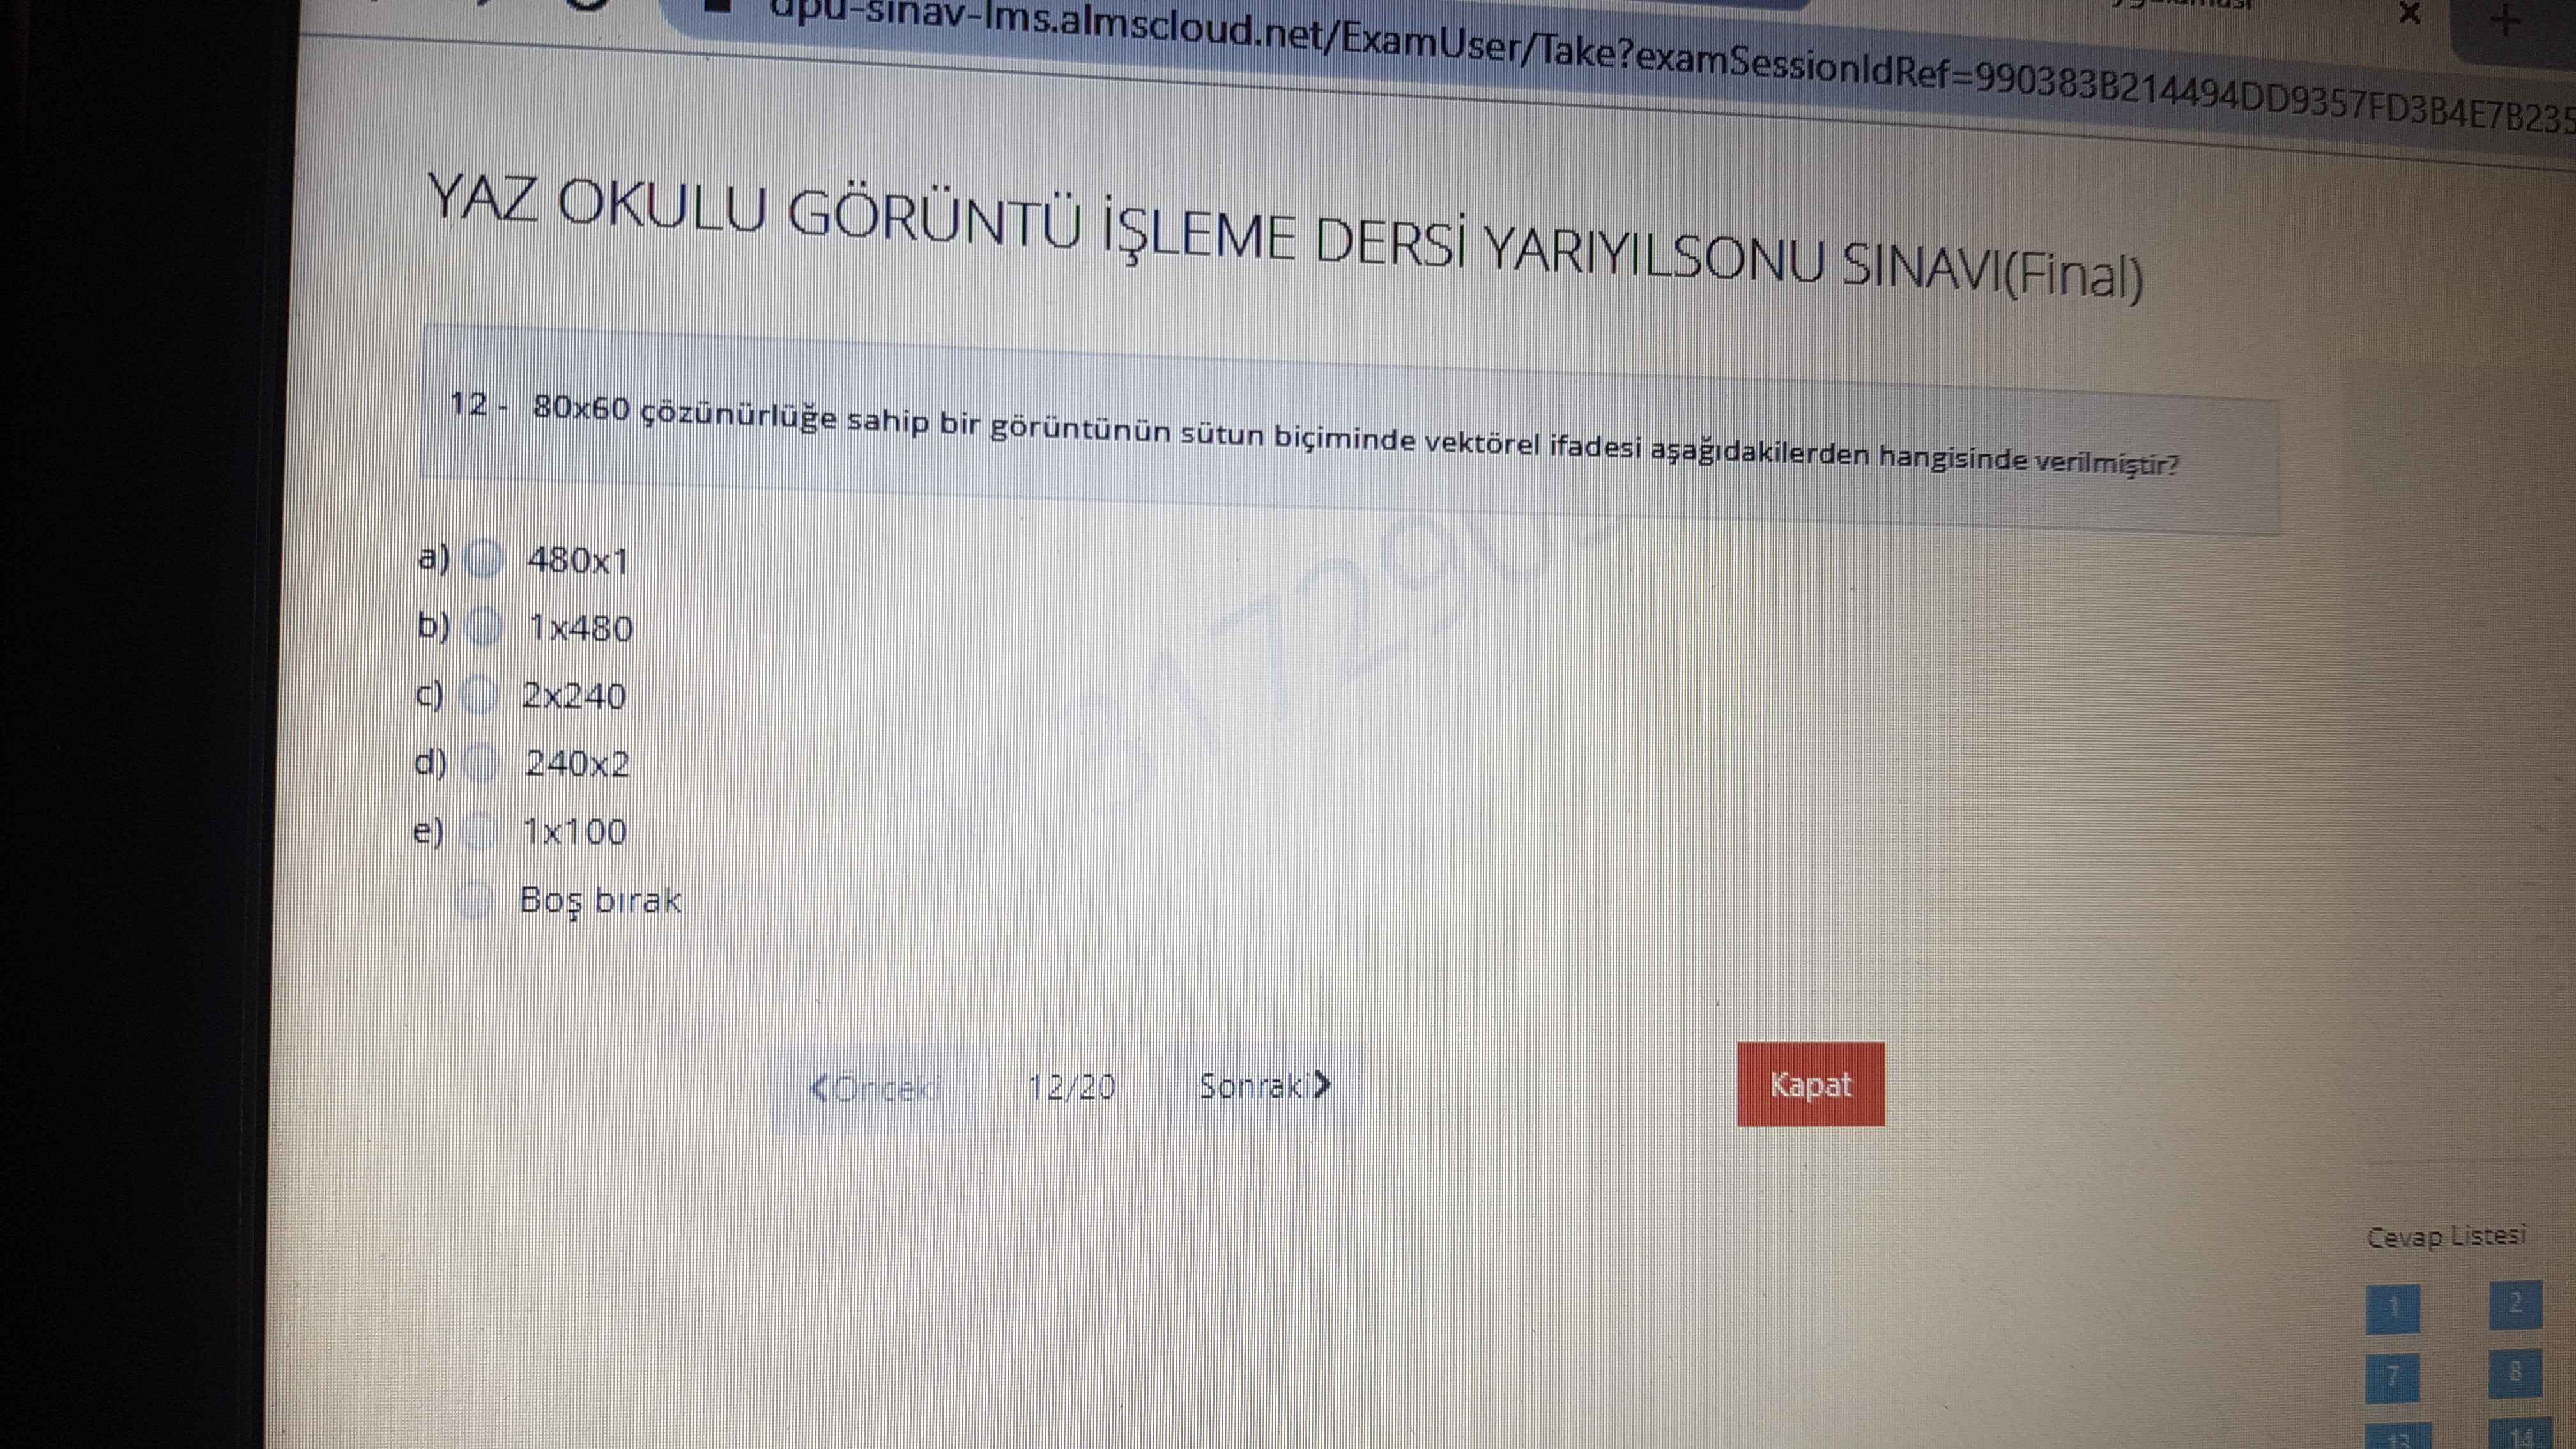 dpu-sinav-lms.almscloud.net/ExamUser/Take?examSessionIdRef=990383B214494DD9357FD3B4E7B235
YAZ OKULU GÖRÜNTÜ İŞLEME DERSİ YARIYILSONU SINAVI(Final)
12 - 80x60 çözünürlüğe sahip bir görüntünün sütun biçiminde vektörel ifadesi aşağıdakilerden hangisinde verilmiştir?
a) 480x1
b) 1x480
c) 2x240
d) 240x2
e) 1x100
Boş bırak
Önceki 12/20 Sonraki
Kapat
Cevap Listesi
1 2
7 8
13 14